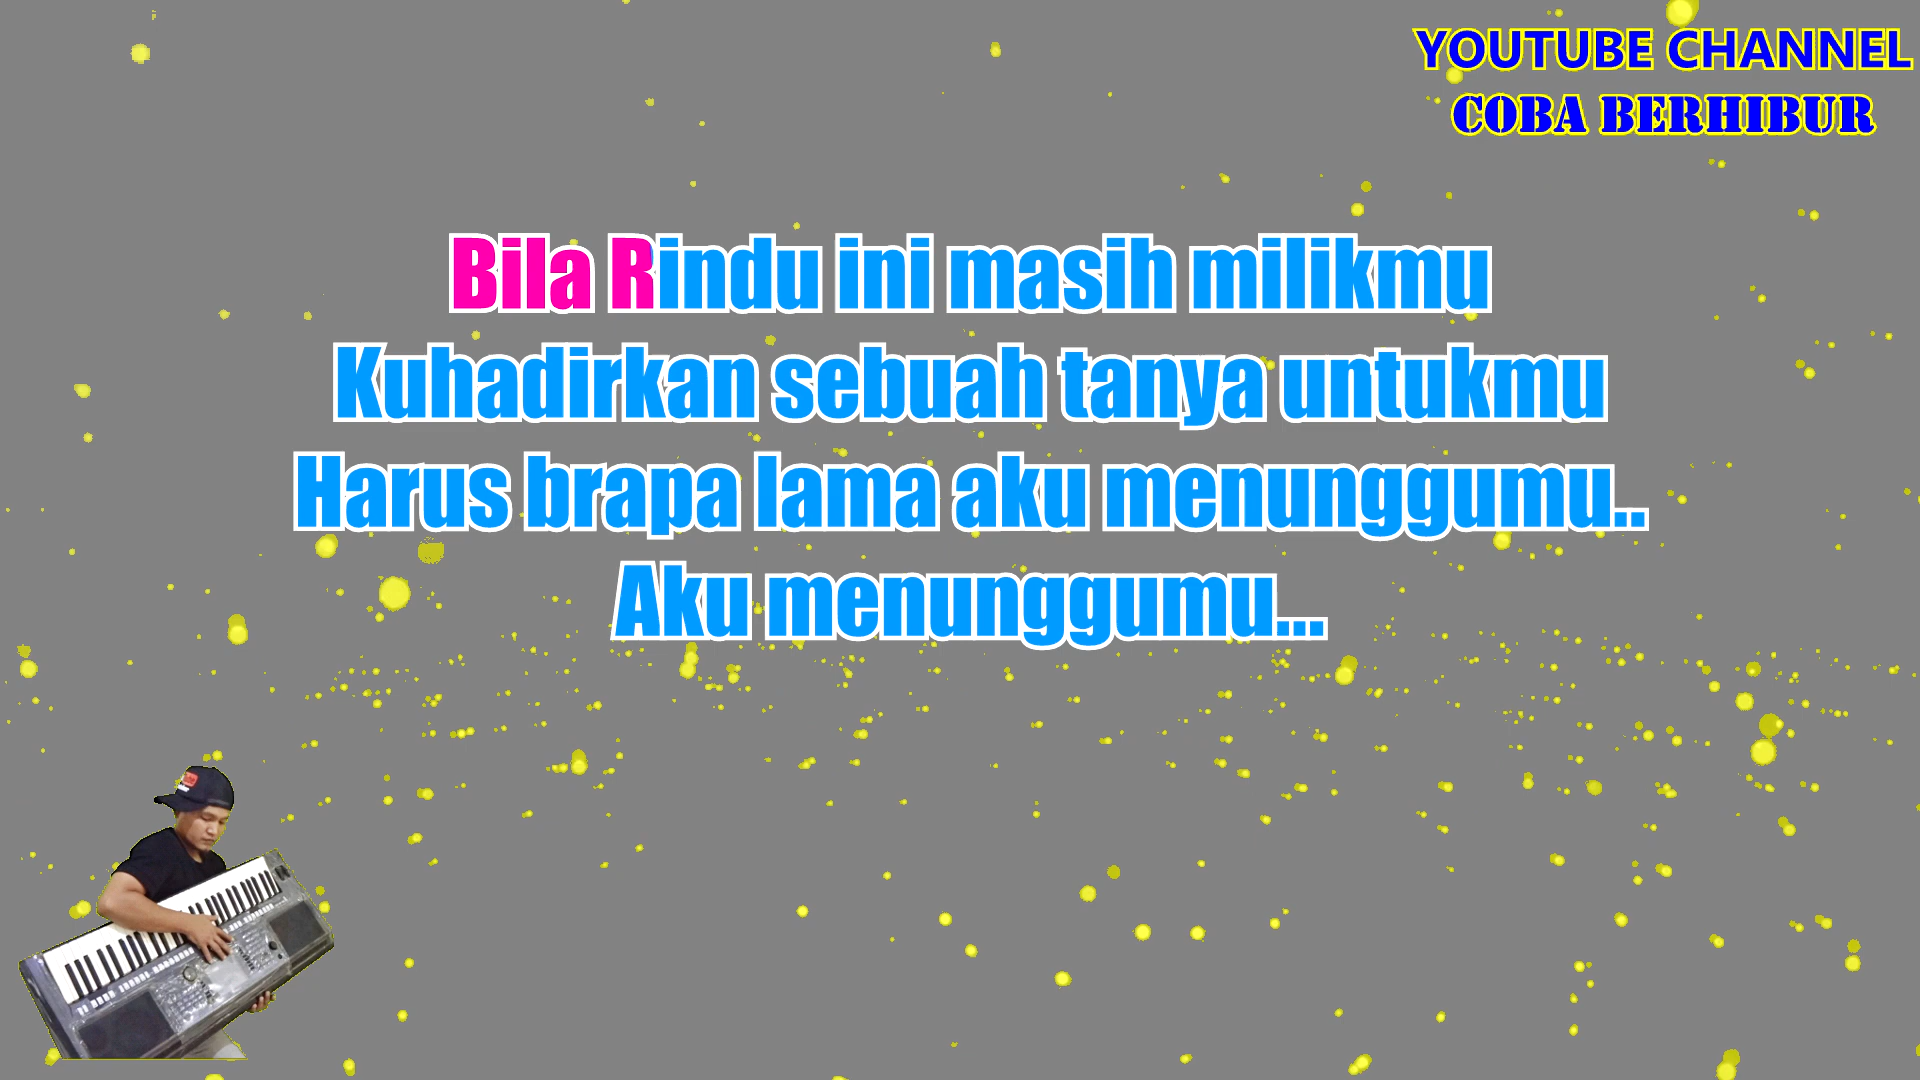 YOUTUBE CHANNEL
COBA BERHIBUR
Bila Rindu ini masih milikmu
Kuhadirkan sebuah tanya untukmu
Harus brapa lama aku menunggumu..
Aku menunggumu...